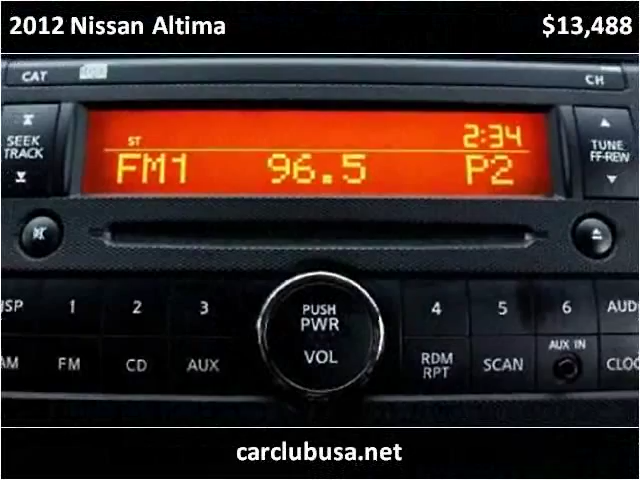 2012 Nissan Altima $13,488
CAT CH
SEEK
TRACK
ST 2:34
FM1 96.5 P2
TUNE
FF-REW
1 2 3
PUSH
PWR
VOL
4 5 6
FM CD AUX
RDM
RPT
SCAN
AUX IN
carclubusa.net